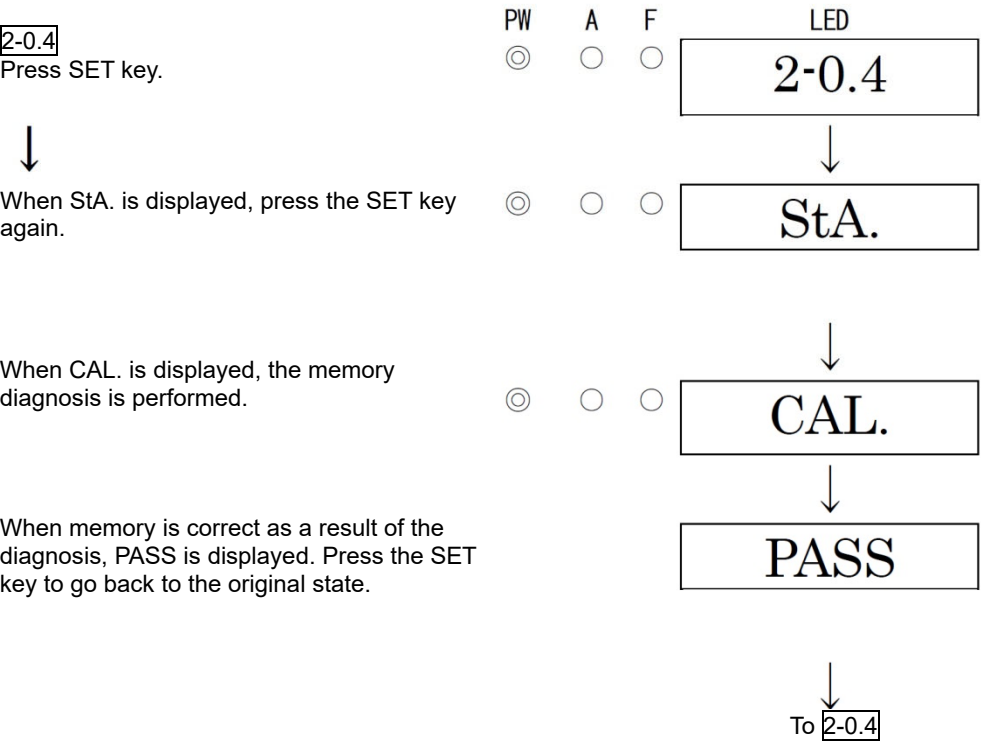 PW A F LED
2-0.4
Press SET key.
2-0.4
When StA. is displayed, press the SET key
again.
StA.
When CAL. is displayed, the memory
diagnosis is performed.
CAL.
When memory is correct as a result of the
diagnosis, PASS is displayed. Press the SET
key to go back to the original state.
PASS
To 2-0.4